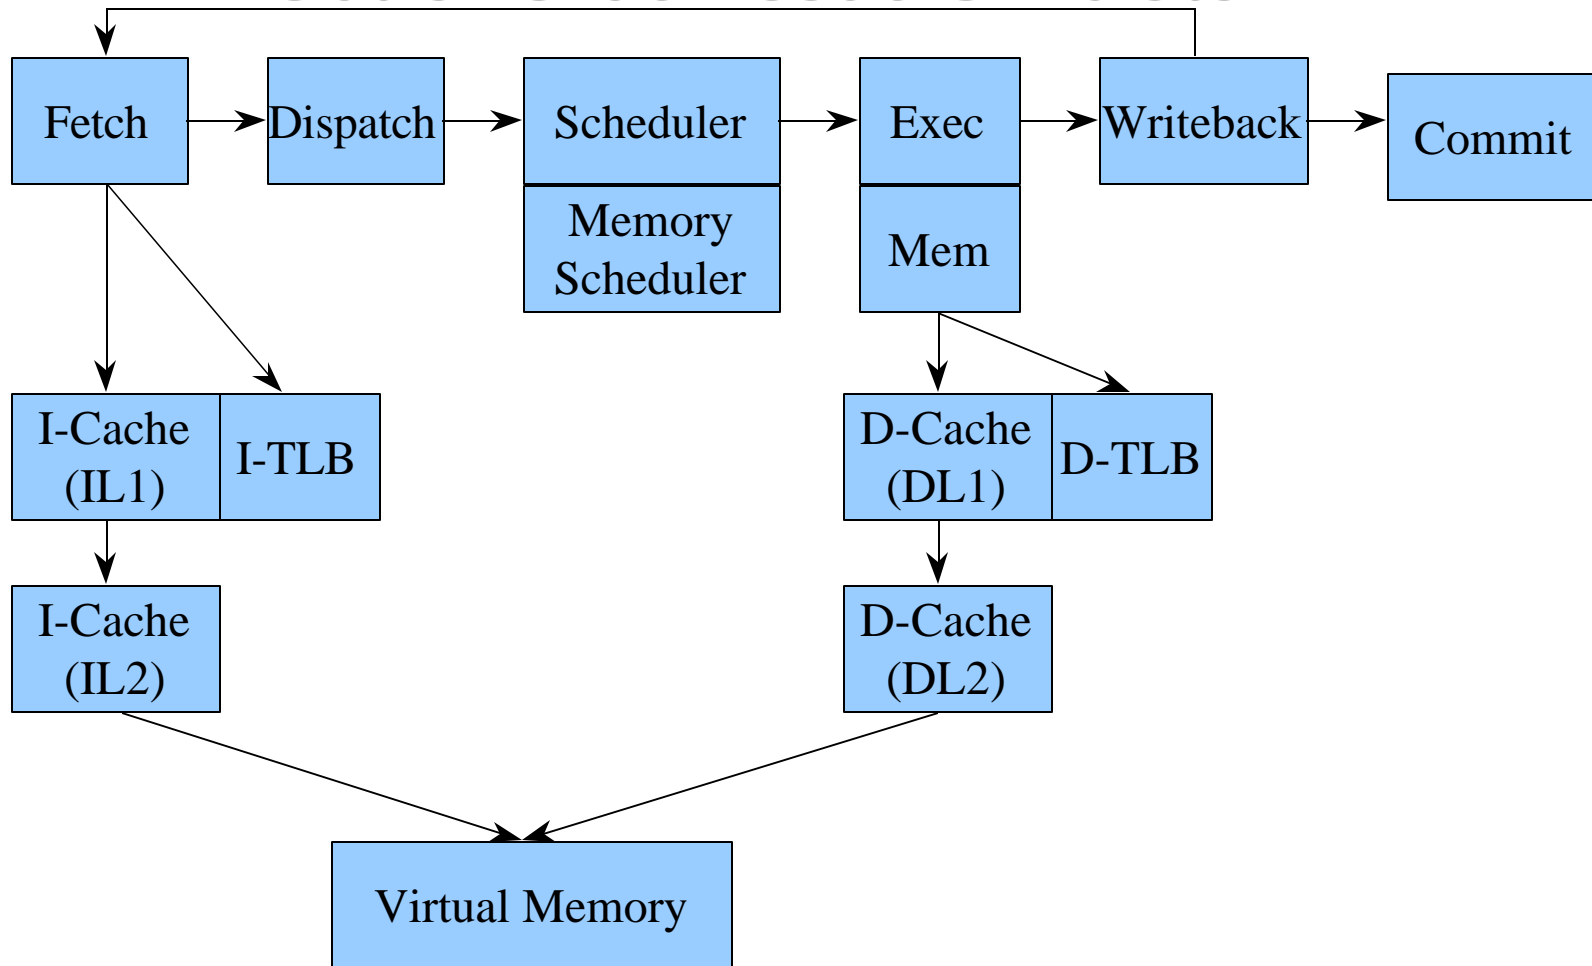 Fetch
Dispatch
Scheduler
Exec
Writeback
Commit
Memory
Scheduler
Mem
I-Cache
(IL1)
I-TLB
D-Cache
(DL1)
D-TLB
I-Cache
(IL2)
D-Cache
(DL2)
Virtual Memory